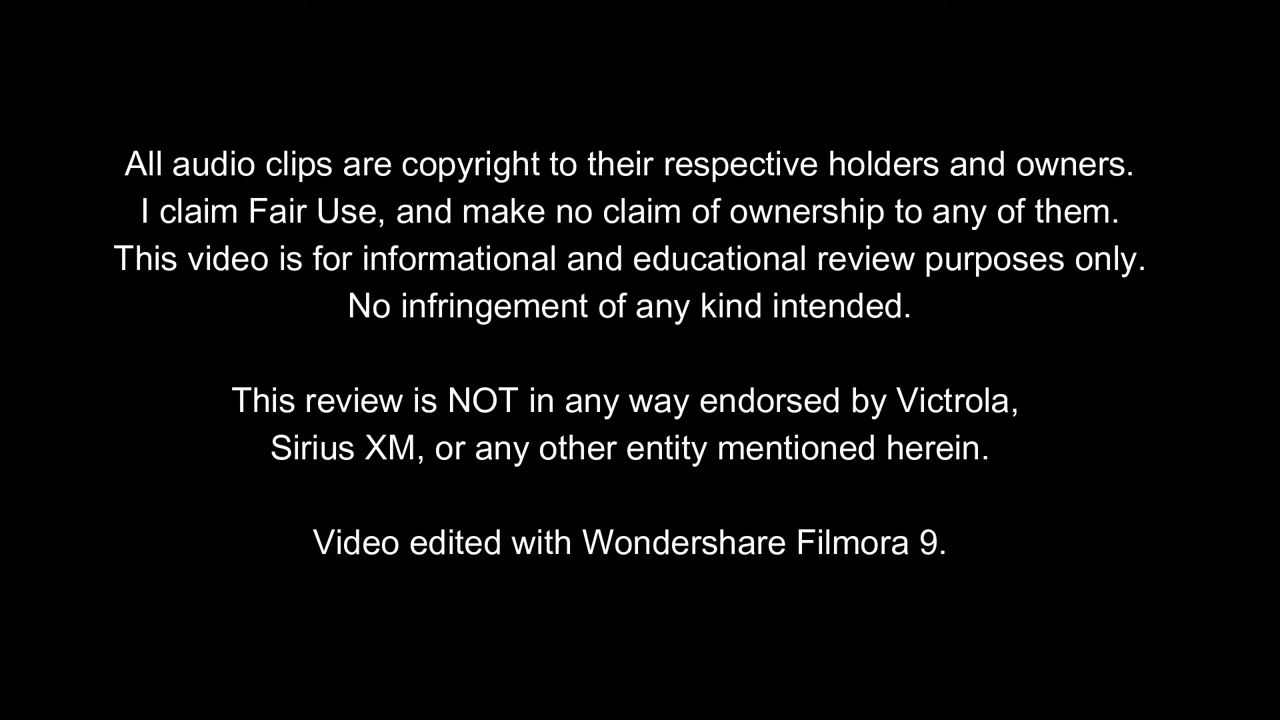 All audio clips are copyright to their respective holders and owners.
I claim Fair Use, and make no claim of ownership to any of them.
This video is for informational and educational review purposes only.
No infringement of any kind intended.
This review is NOT in any way endorsed by Victrola,
Sirius XM, or any other entity mentioned herein.
Video edited with Wondershare Filmora 9.